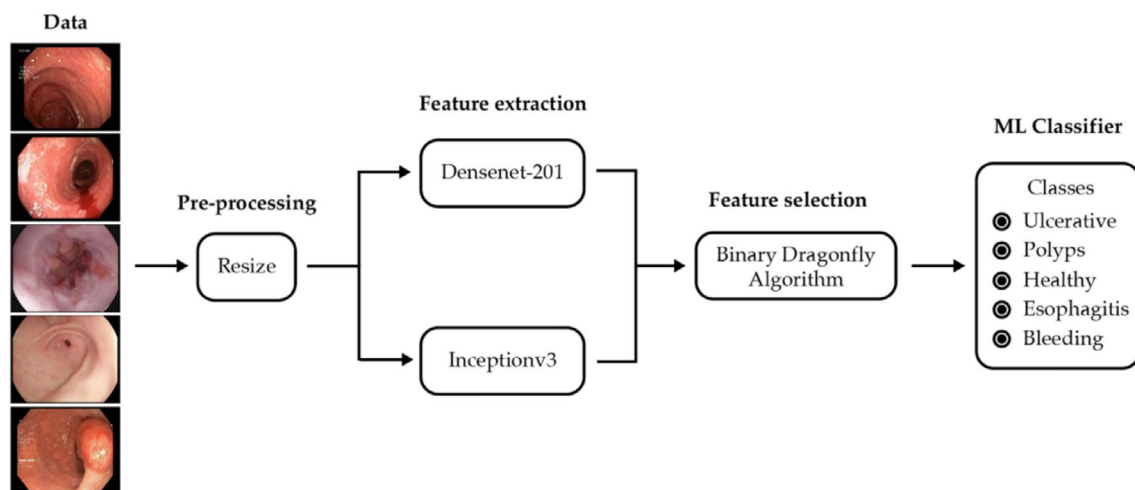 Data
Pre-processing
Resize
Feature extraction
Densenet-201
Inceptionv3
Feature selection
Binary Dragonfly
Algorithm
ML Classifier
Classes
Ulcerative
Polyps
Healthy
Esophagitis
Bleeding